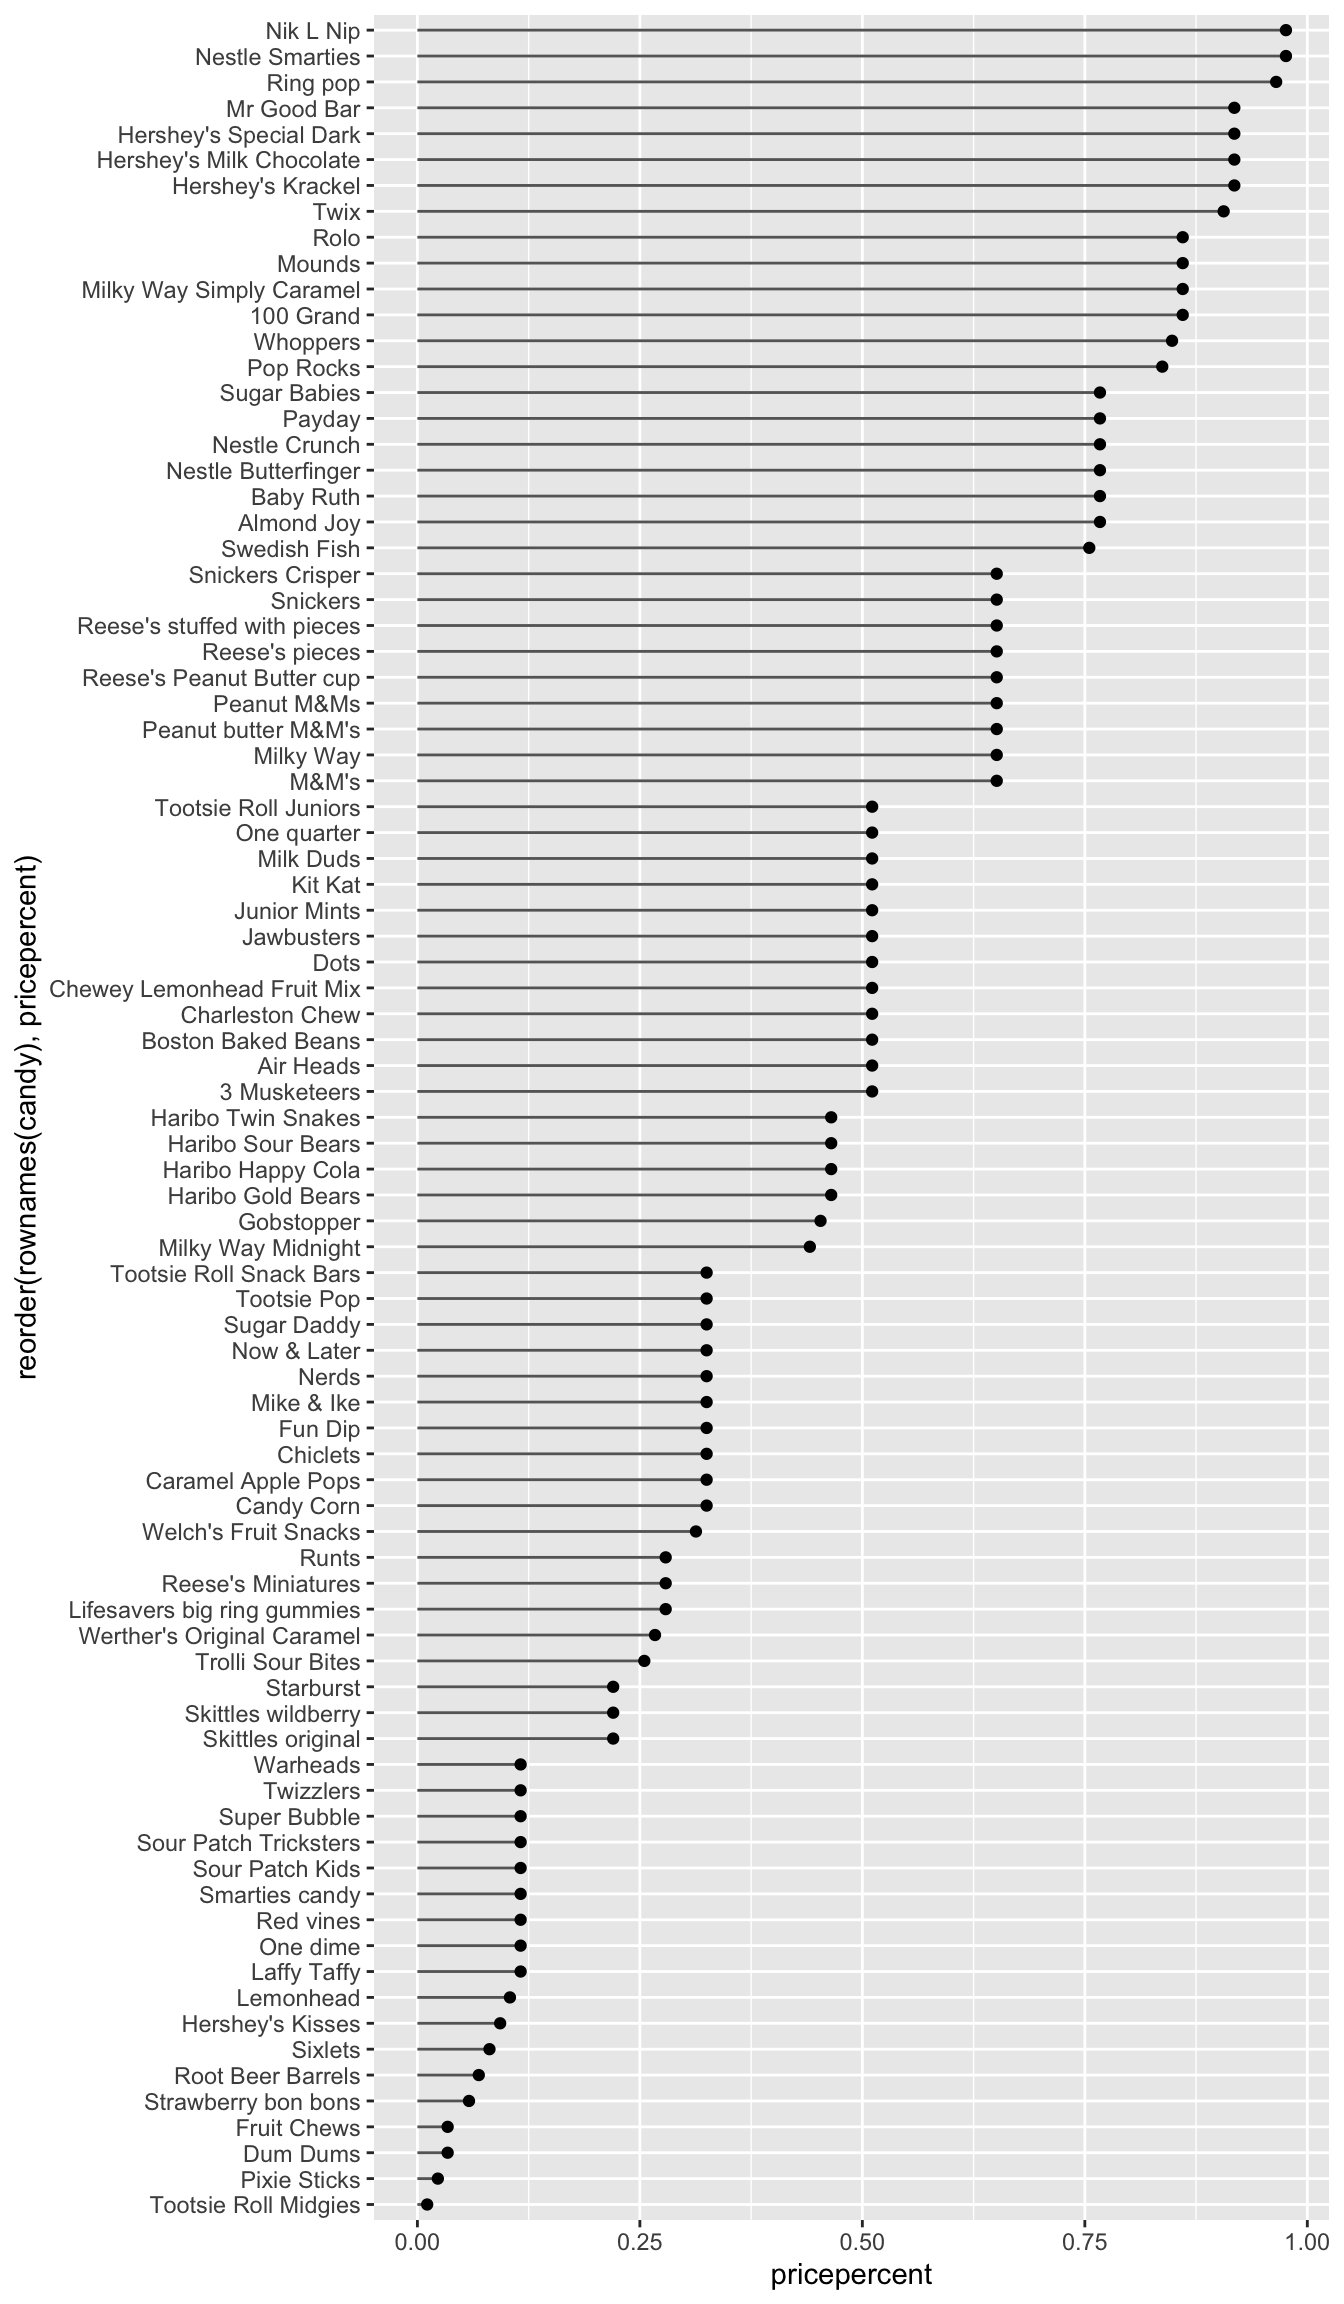 Nik L Nip
Nestle Smarties
Ring pop
Mr Good Bar
Hershey's Special Dark
Hershey's Milk Chocolate
Hershey's Krackel
Twix
Rolo
Mounds
Milky Way Simply Caramel
100 Grand
Whoppers
Pop Rocks
Sugar Babies
Payday
Nestle Crunch
Nestle Butterfinger
Baby Ruth
Almond Joy
Swedish Fish
Snickers Crisper
Snickers
Reese's stuffed with pieces
Reese's pieces
Reese's Peanut Butter cup
Peanut M&Ms
Peanut butter M&M's
Milky Way
M&M's
Tootsie Roll Juniors
One quarter
Milk Duds
Kit Kat
Junior Mints
Jawbusters
Dots
Chewey Lemonhead Fruit Mix
Charleston Chew
Boston Baked Beans
Air Heads
3 Musketeers
Haribo Twin Snakes
Haribo Sour Bears
Haribo Happy Cola
Haribo Gold Bears
Gobstopper
Milky Way Midnight
Tootsie Roll Snack Bars
Tootsie Pop
Sugar Daddy
Now & Later
Nerds
Mike & Ike
Fun Dip
Chiclets
Caramel Apple Pops
Candy Corn
Welch's Fruit Snacks
Runts
Reese's Miniatures
Lifesavers big ring gummies
Werther's Original Caramel
Trolli Sour Bites
Starburst
Skittles wildberry
Skittles original
Warheads
Twizzlers
Super Bubble
Sour Patch Tricksters
Sour Patch Kids
Smarties candy
Red vines
One dime
Laffy Taffy
Lemonhead
Hershey's Kisses
Sixlets
Root Beer Barrels
Strawberry bon bons
Fruit Chews
Dum Dums
Pixie Sticks
Tootsie Roll Midgies
reorder(rownames(candy), pricepercent)
0.00 0.25 0.50 0.75 1.00
pricepercent